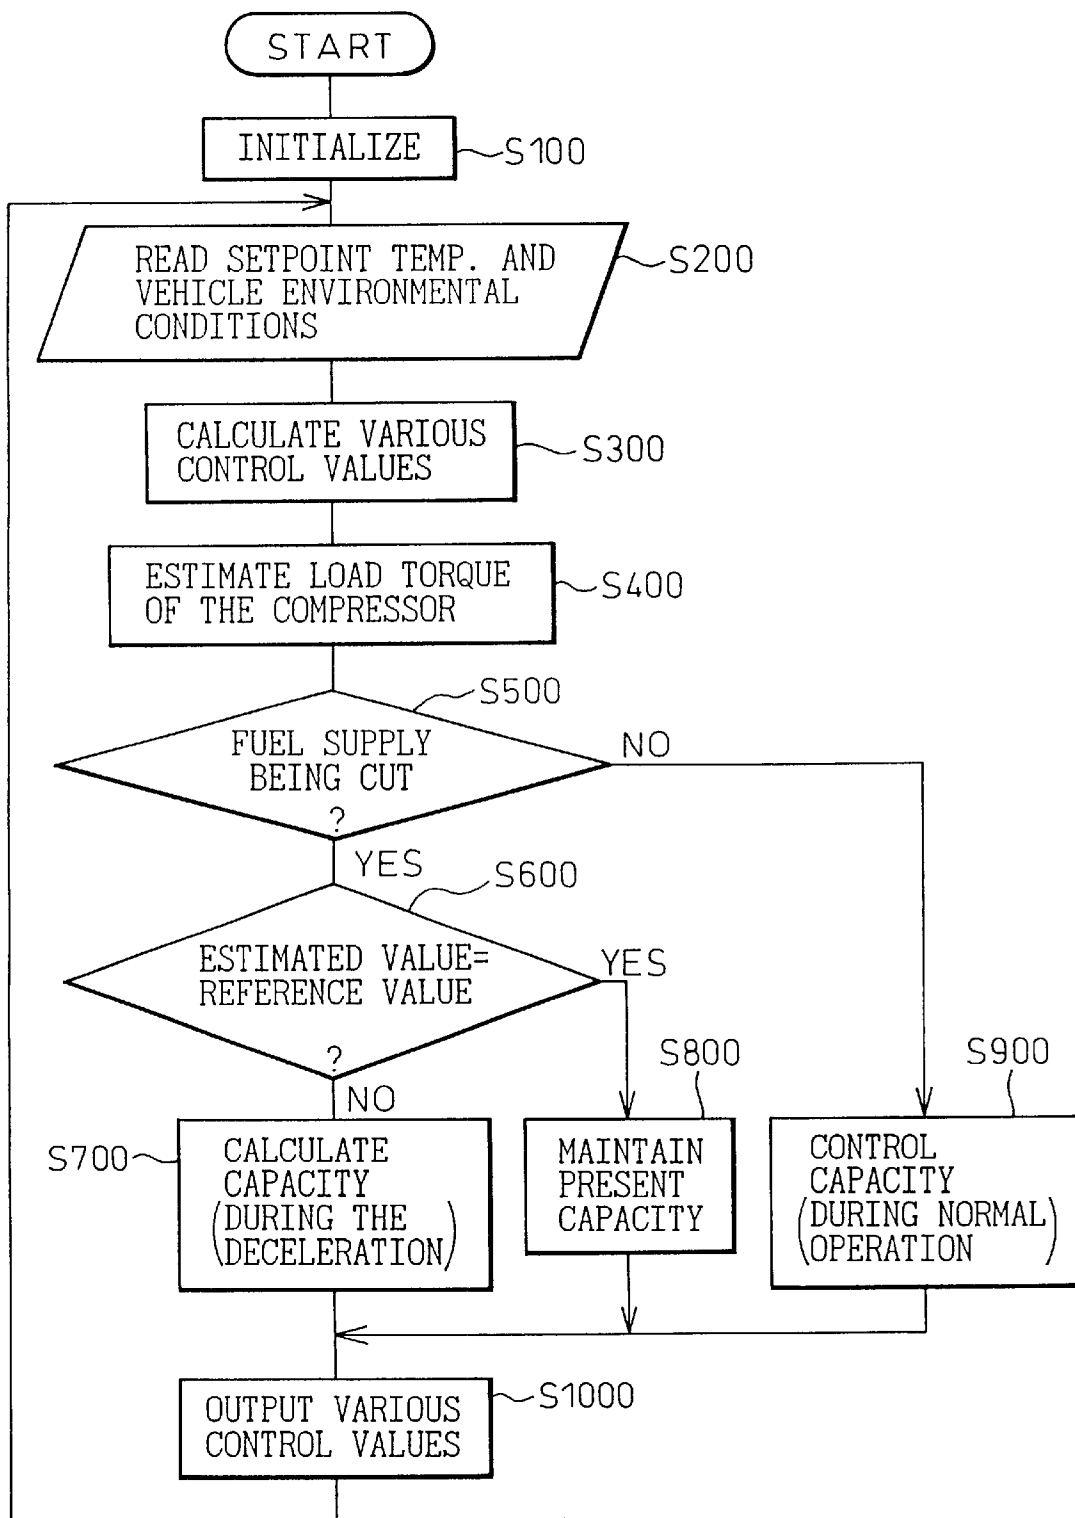 START
INITIALIZE
S100
READ SETPOINT TEMP. AND
VEHICLE ENVIRONMENTAL
CONDITIONS
S200
CALCULATE VARIOUS
CONTROL VALUES
S300
ESTIMATE LOAD TORQUE
OF THE COMPRESSOR
S400
S500
FUEL SUPPLY
BEING CUT
?
NO
YES
S600
ESTIMATED VALUE=
REFERENCE VALUE
?
YES
NO
S700
CALCULATE
CAPACITY
(DURING THE
DECELERATION)
S800
MAINTAIN
PRESENT
CAPACITY
S900
CONTROL
CAPACITY
(DURING NORMAL
OPERATION)
S1000
OUTPUT VARIOUS
CONTROL VALUES